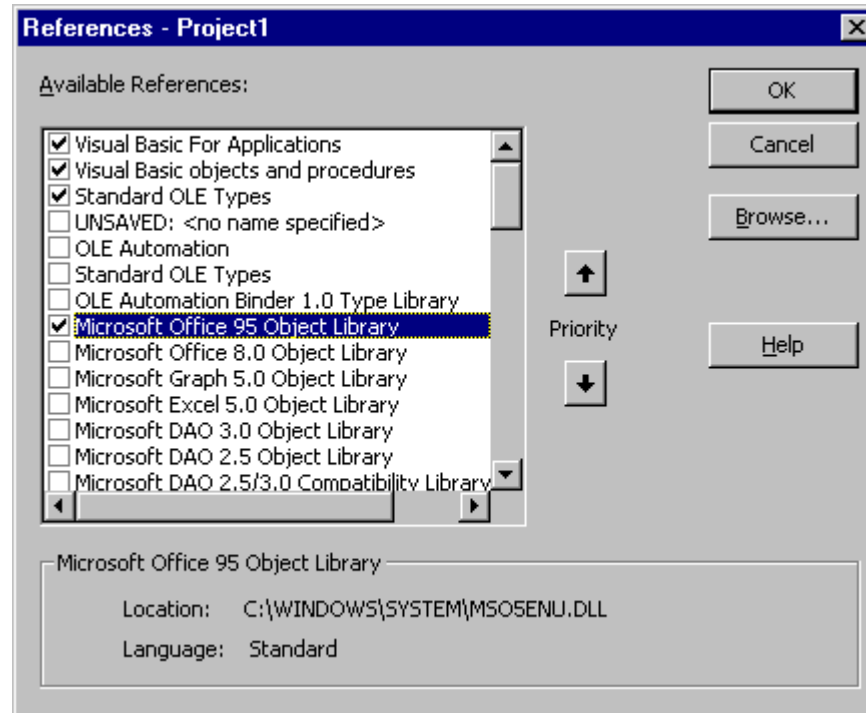 References - Project1
Available References:
Visual Basic For Applications
Visual Basic objects and procedures
Standard OLE Types
UNSAVED: <no name specified>
OLE Automation
Standard OLE Types
OLE Automation Binder 1.0 Type Library
Microsoft Office 95 Object Library
Microsoft Office 8.0 Object Library
Microsoft Graph 5.0 Object Library
Microsoft Excel 5.0 Object Library
Microsoft DAO 3.0 Object Library
Microsoft DAO 2.5 Object Library
Microsoft DAO 2.5/3.0 Compatibility Library
Priority
OK
Cancel
Browse...
Help
Microsoft Office 95 Object Library
Location: C:\WINDOWS\SYSTEM\MSO5ENU.DLL
Language: Standard